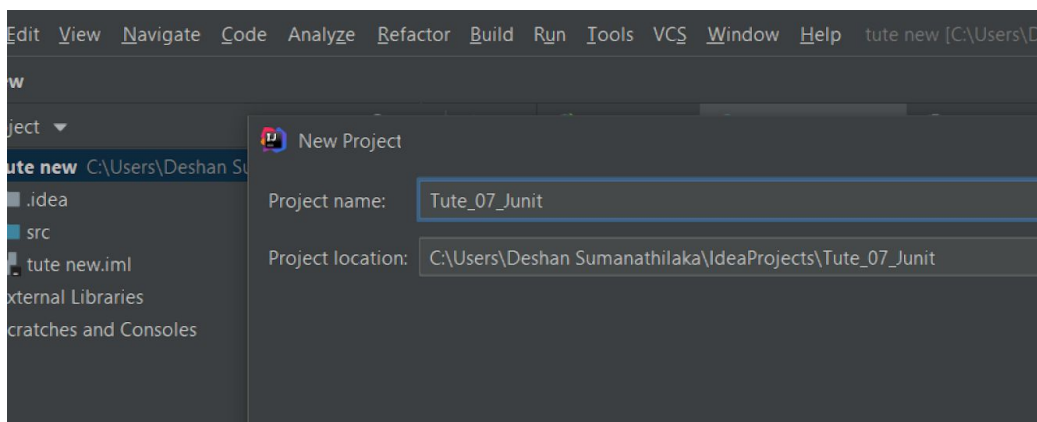 Edit View Navigate Code Analyze Refactor Build Run Tools VCS Window Help tute new [C:\Users\D
ew
ject
New Project
tute new C:\Users\Deshan Su
.idea
Project name: Tute_07_Junit
src
tute new.iml
Project location: C:\Users\Deshan Sumanathilaka\IdeaProjects\Tute_07_Junit
xternal Libraries
cratches and Consoles